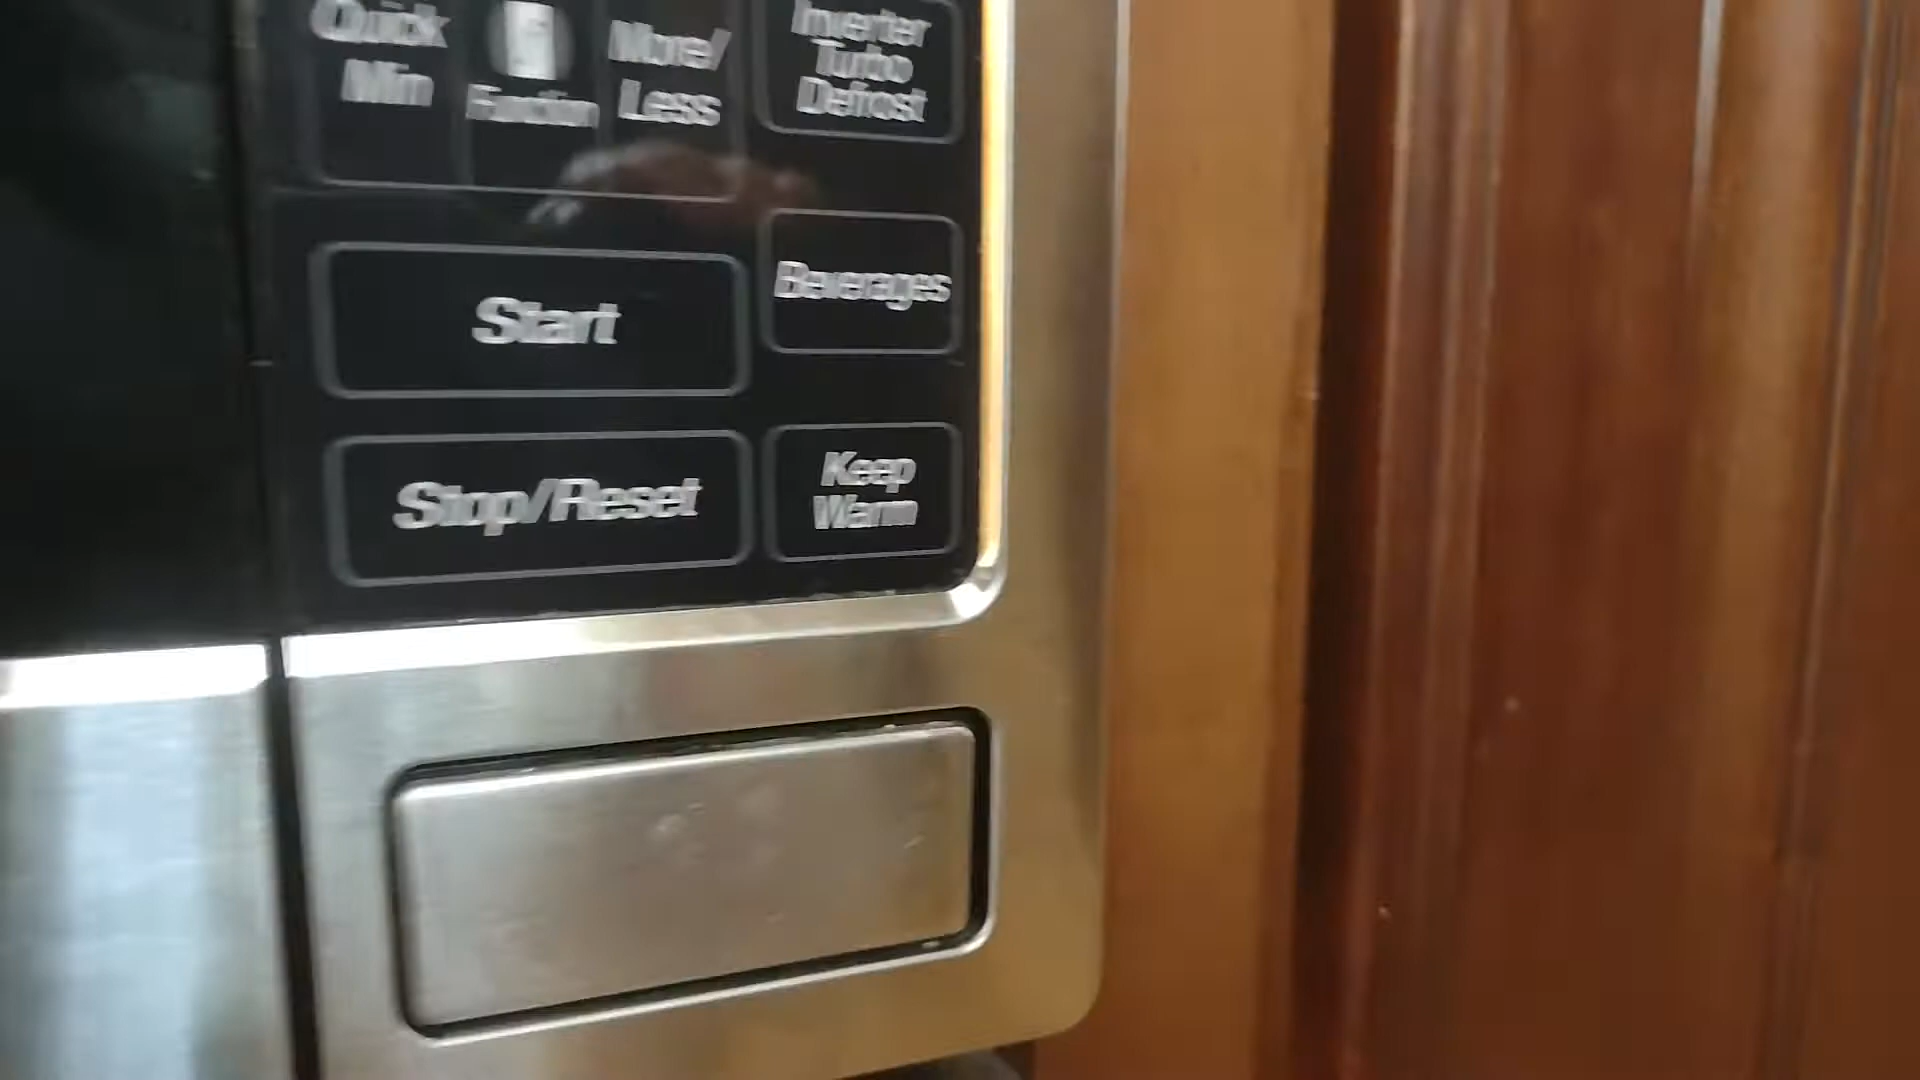 Quick
Min
Function
More/
Less
Inverter
Turbo
Defrost
Start
Beverages
Stop/Reset
Keep
Warm